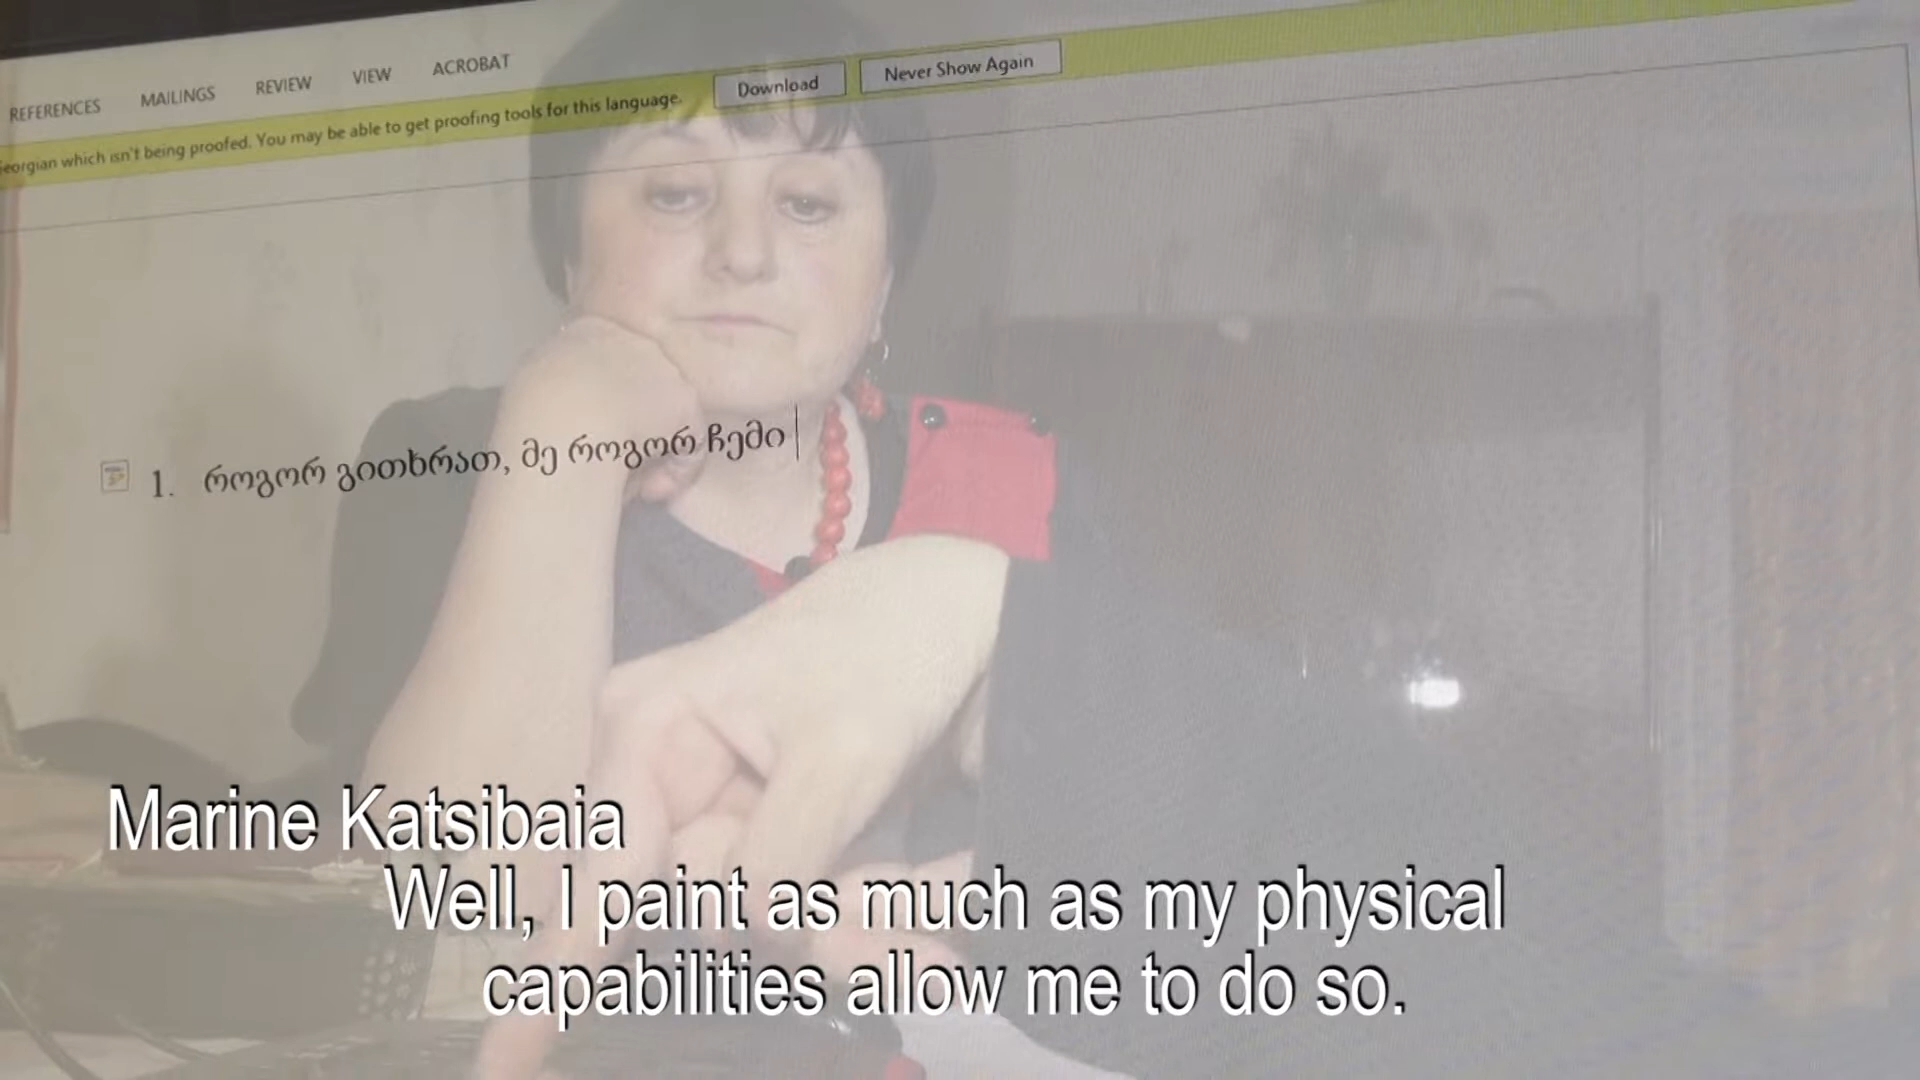 REFERENCES MAILINGS REVIEW VIEW ACROBAT
Georgian which isn't being proofed. You may be able to get proofing tools for this language. Download Never Show Again
1. როგორ გითხრათ, მე როგორ ჩემი
Marine Katsibaia
Well, I paint as much as my physical
capabilities allow me to do so.